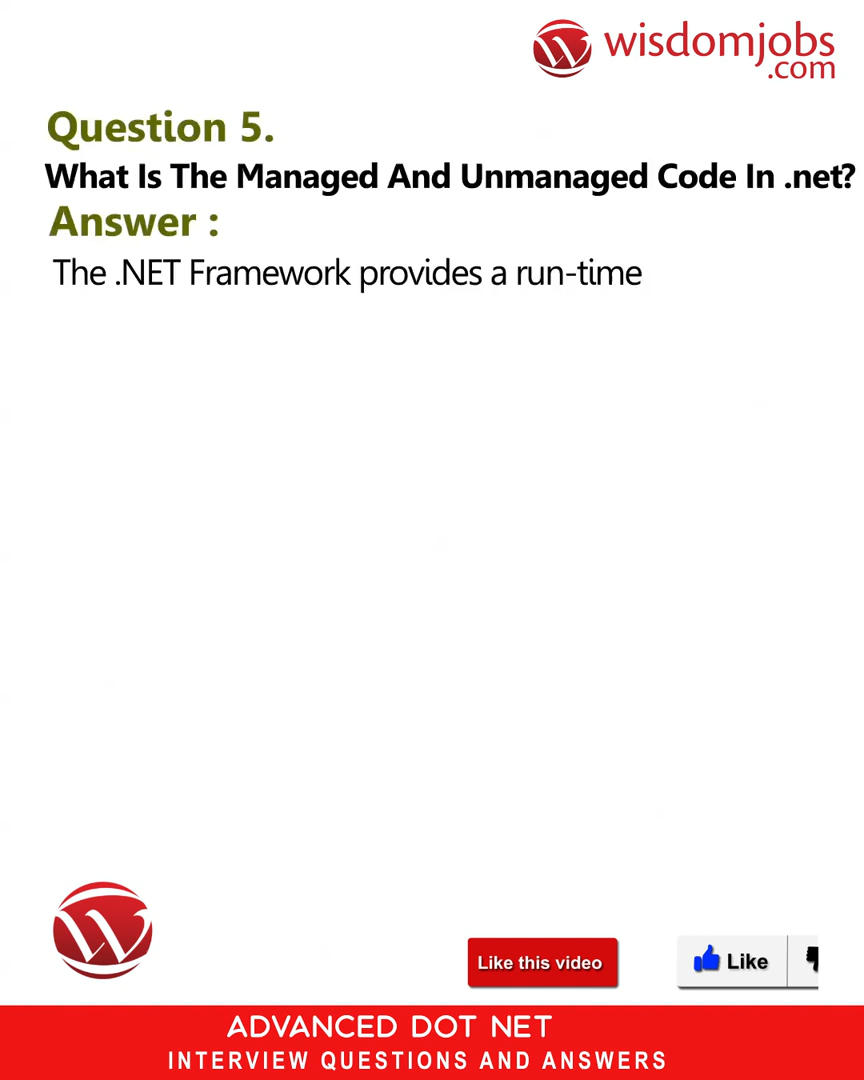 wisdomjobs
.com
Question 5.
What Is The Managed And Unmanaged Code In .net?
Answer :
The .NET Framework provides a run-time
W
Like this video
Like
ADVANCED DOT NET
INTERVIEW QUESTIONS AND ANSWERS